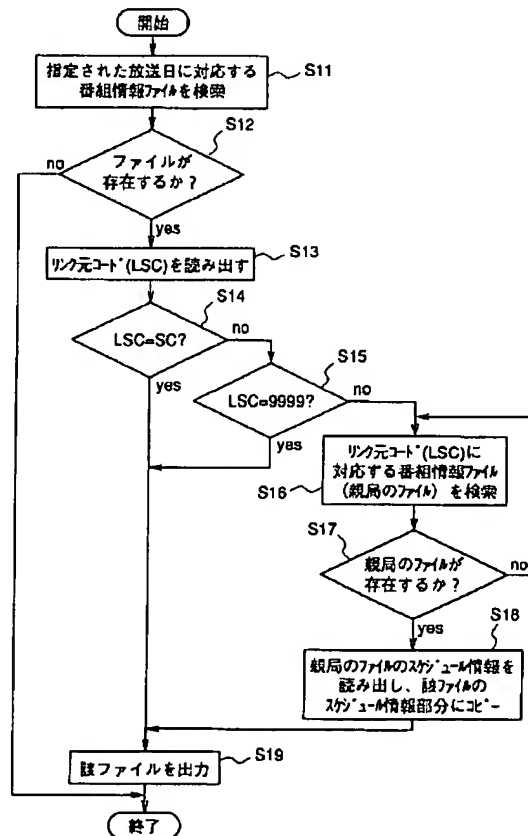 開始
指定された放送日に対応する
番組情報ファイルを検索
S11
S12
no
ファイルが
存在するか?
yes
S13
リンク元コード(LSC)を読み出す
S14
LSC=SC?
no
S15
yes
LSC=9999?
no
yes
リンク元コード(LSC)に
対応する番組情報ファイル
(親局のファイル)を検索
S16
S17
親局のファイルが
存在するか?
no
yes
S18
親局のファイルのスケジュール情報を
読み出し、該ファイルの
スケジュール情報部分にコピー
S19
該ファイルを出力
終了